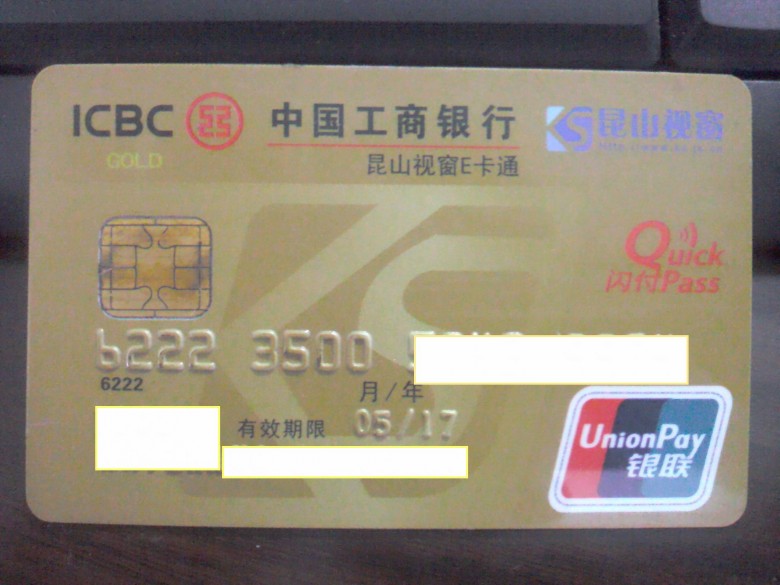 ICBC 中国工商银行 KS 昆山视窗
GOLD
昆山视窗E卡通
Quick
闪付Pass
6222 3500
6222
月/年
有效期限 05/17
UnionPay
银联